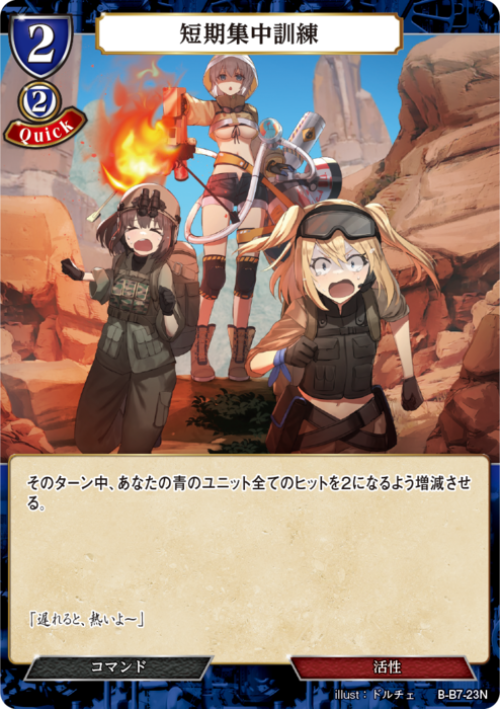 2
短期集中訓練
2
Quick
そのターン中、あなたの青のユニット全てのヒットを2になるよう増減させ
る。
「遅れると、熱いよ〜」
コマンド
活性
illust：ドルチェ B-B7-23N